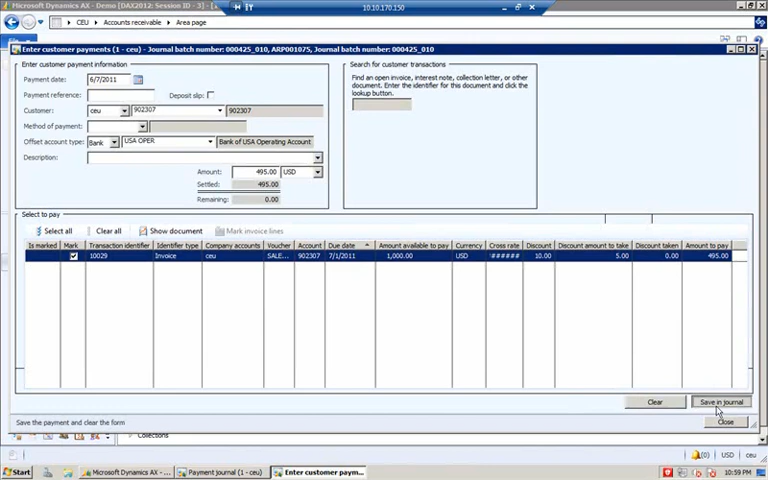 Microsoft Dynamics AX - Demo [DAX2012: Session ID - 3]
10.10.170.150
CEU
Accounts receivable
Area page
Enter customer payments (1 - ceu) - Journal batch number: 000425_010, ARP001075, Journal batch number: 000425_010
Enter customer payment information
Payment date: 6/7/2011
Payment reference:
Deposit slip:
Customer: ceu 902307 902307
Method of payment:
Offset account type: Bank USA OPER Bank of USA Operating Account
Description:
Amount: 495.00 USD
Settled: 495.00
Remaining: 0.00
Search for customer transactions
Find an open invoice, interest note, collection letter, or other
document. Enter the identifier for this document and click the
lookup button.
Select to pay
Select all Clear all Show document Mark invoice lines
Is marked Mark Transaction identifier Identifier type Company accounts Voucher Account Due date Amount available to pay Currency Cross rate Discount Discount amount to take Discount taken Amount to pay
10029 Invoice ceu SALE... 902307 7/1/2011 1,000.00 USD ###### 10.00 5.00 0.00 495.00
Clear Save in journal
Save the payment and clear the form
Close
Collections
(0) USD ceu
Start Microsoft Dynamics AX - ... Payment journal (1 - ceu) Enter customer paym... 10:59 PM